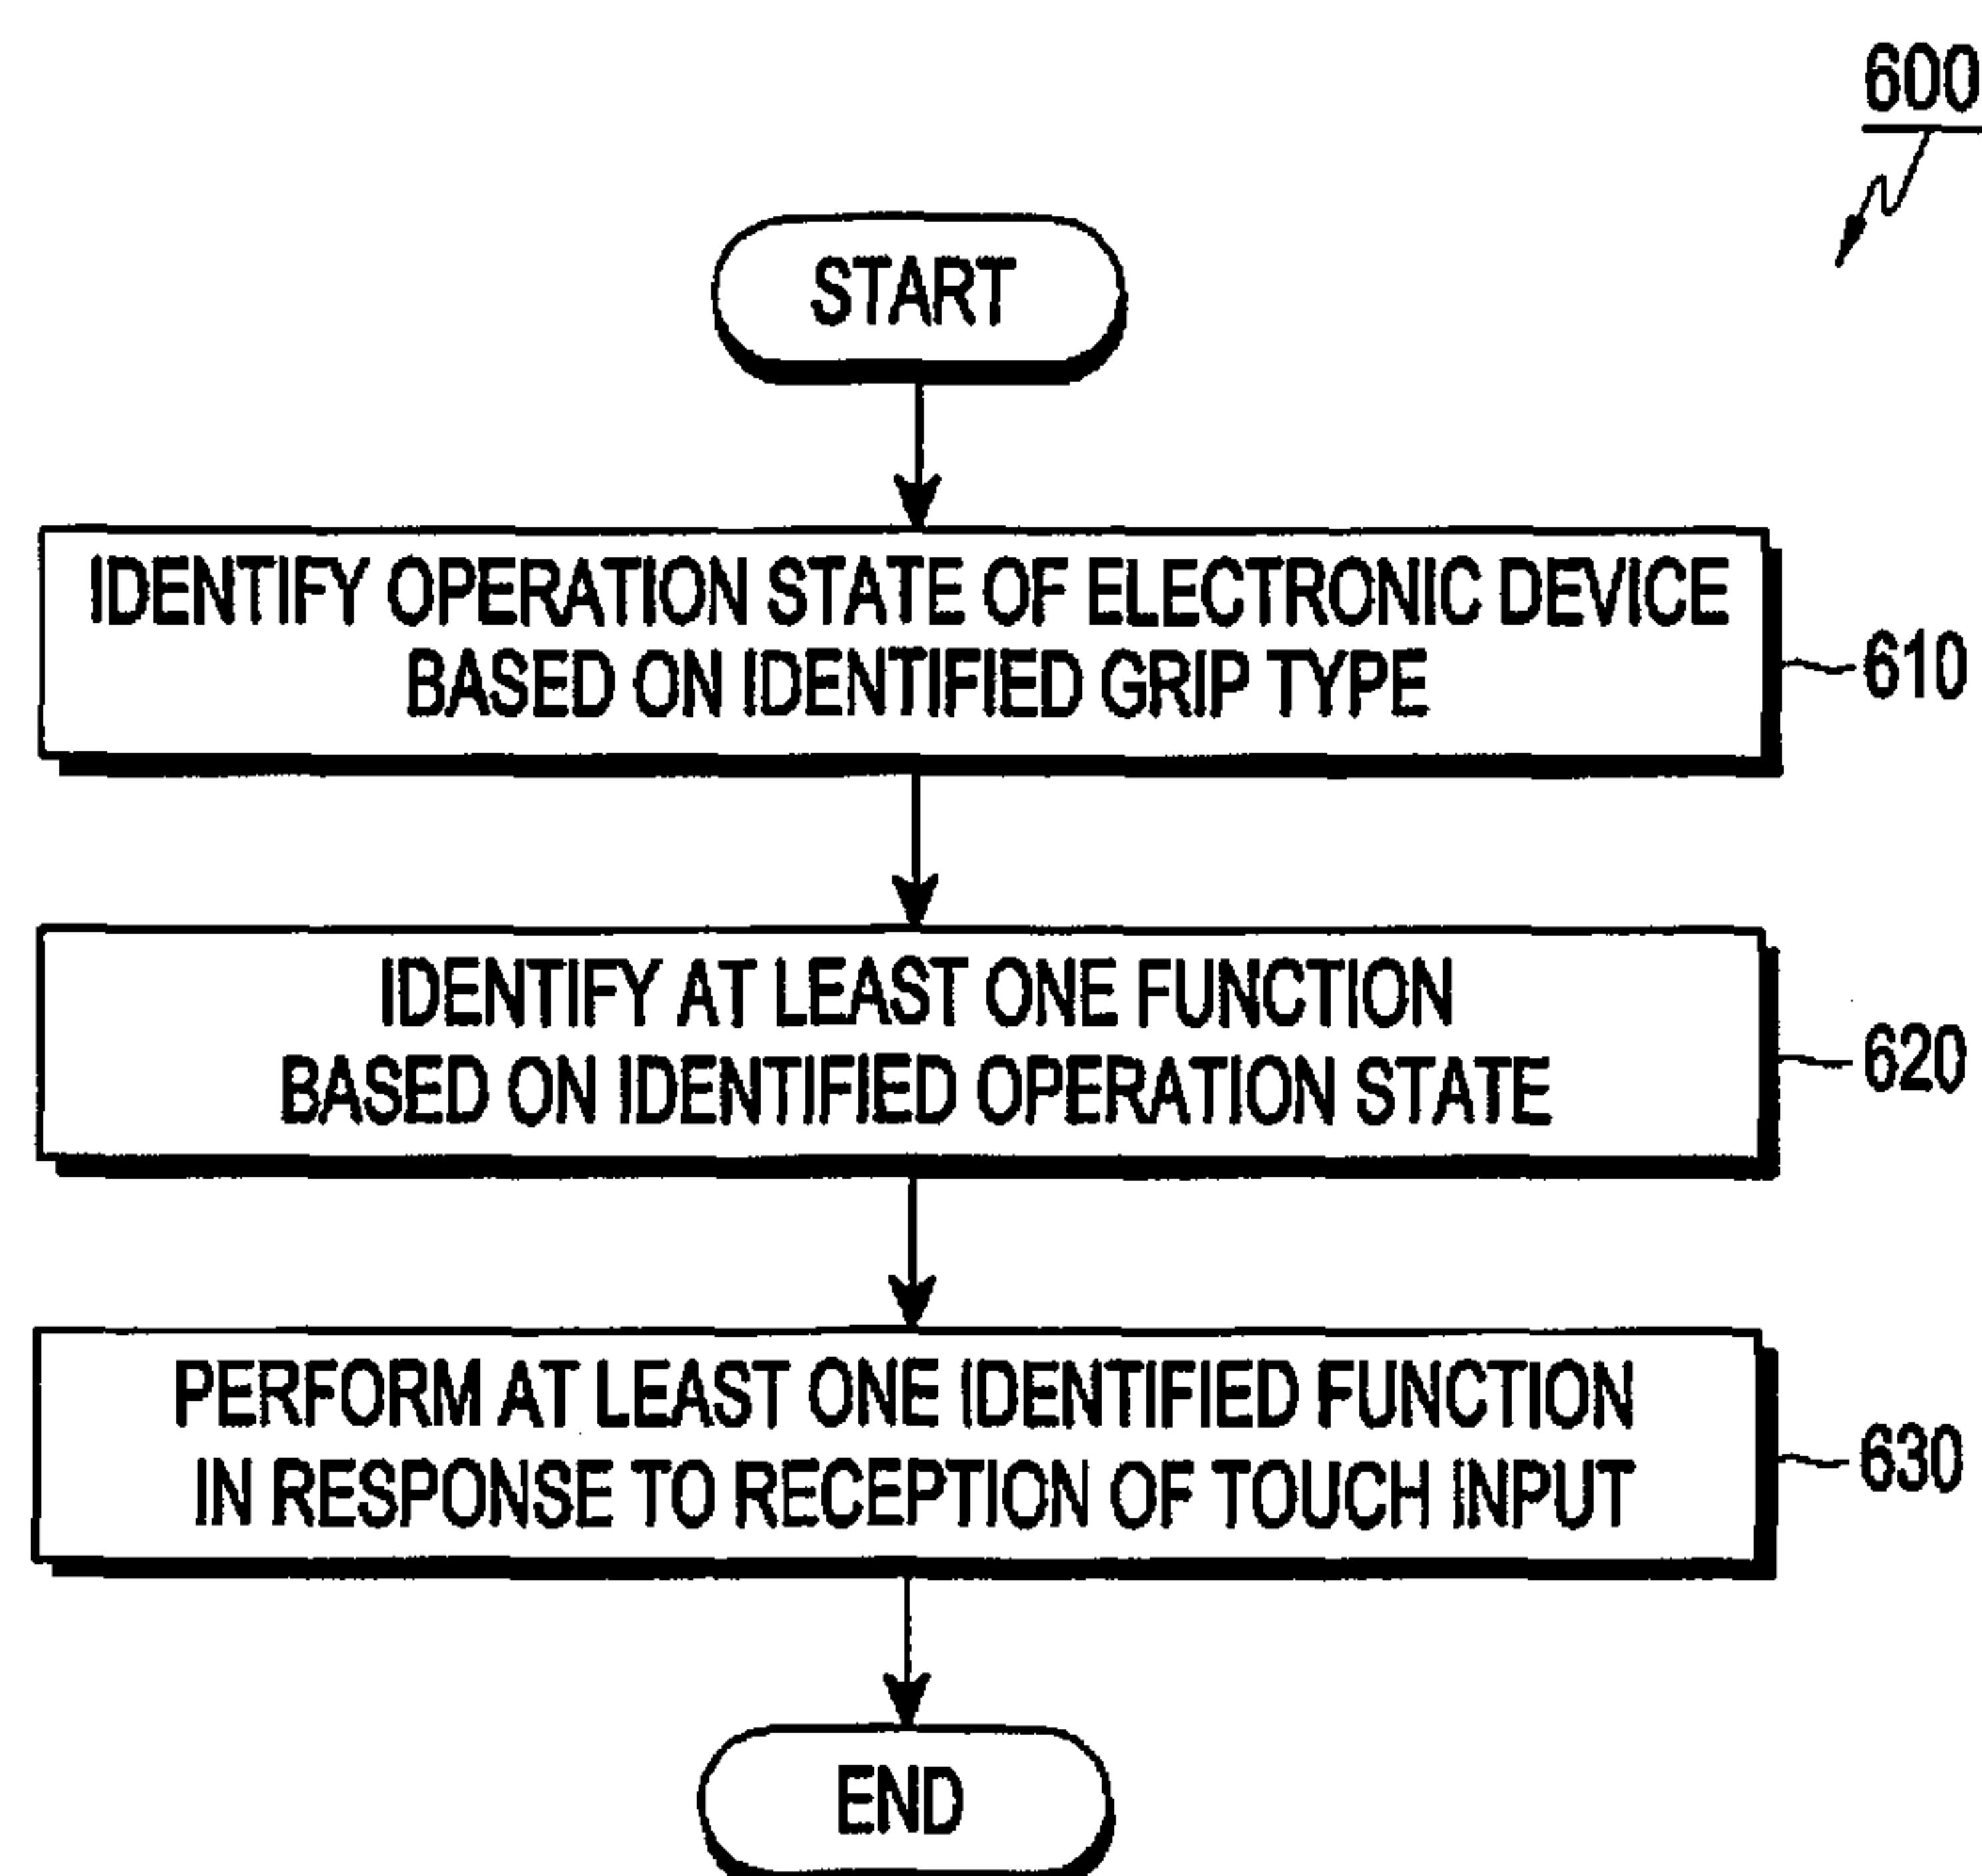 600
START
IDENTIFY OPERATION STATE OF ELECTRONIC DEVICE
BASED ON IDENTIFIED GRIP TYPE
610
IDENTIFY AT LEAST ONE FUNCTION
BASED ON IDENTIFIED OPERATION STATE
620
PERFORM AT LEAST ONE IDENTIFIED FUNCTION
IN RESPONSE TO RECEPTION OF TOUCH INPUT
630
END